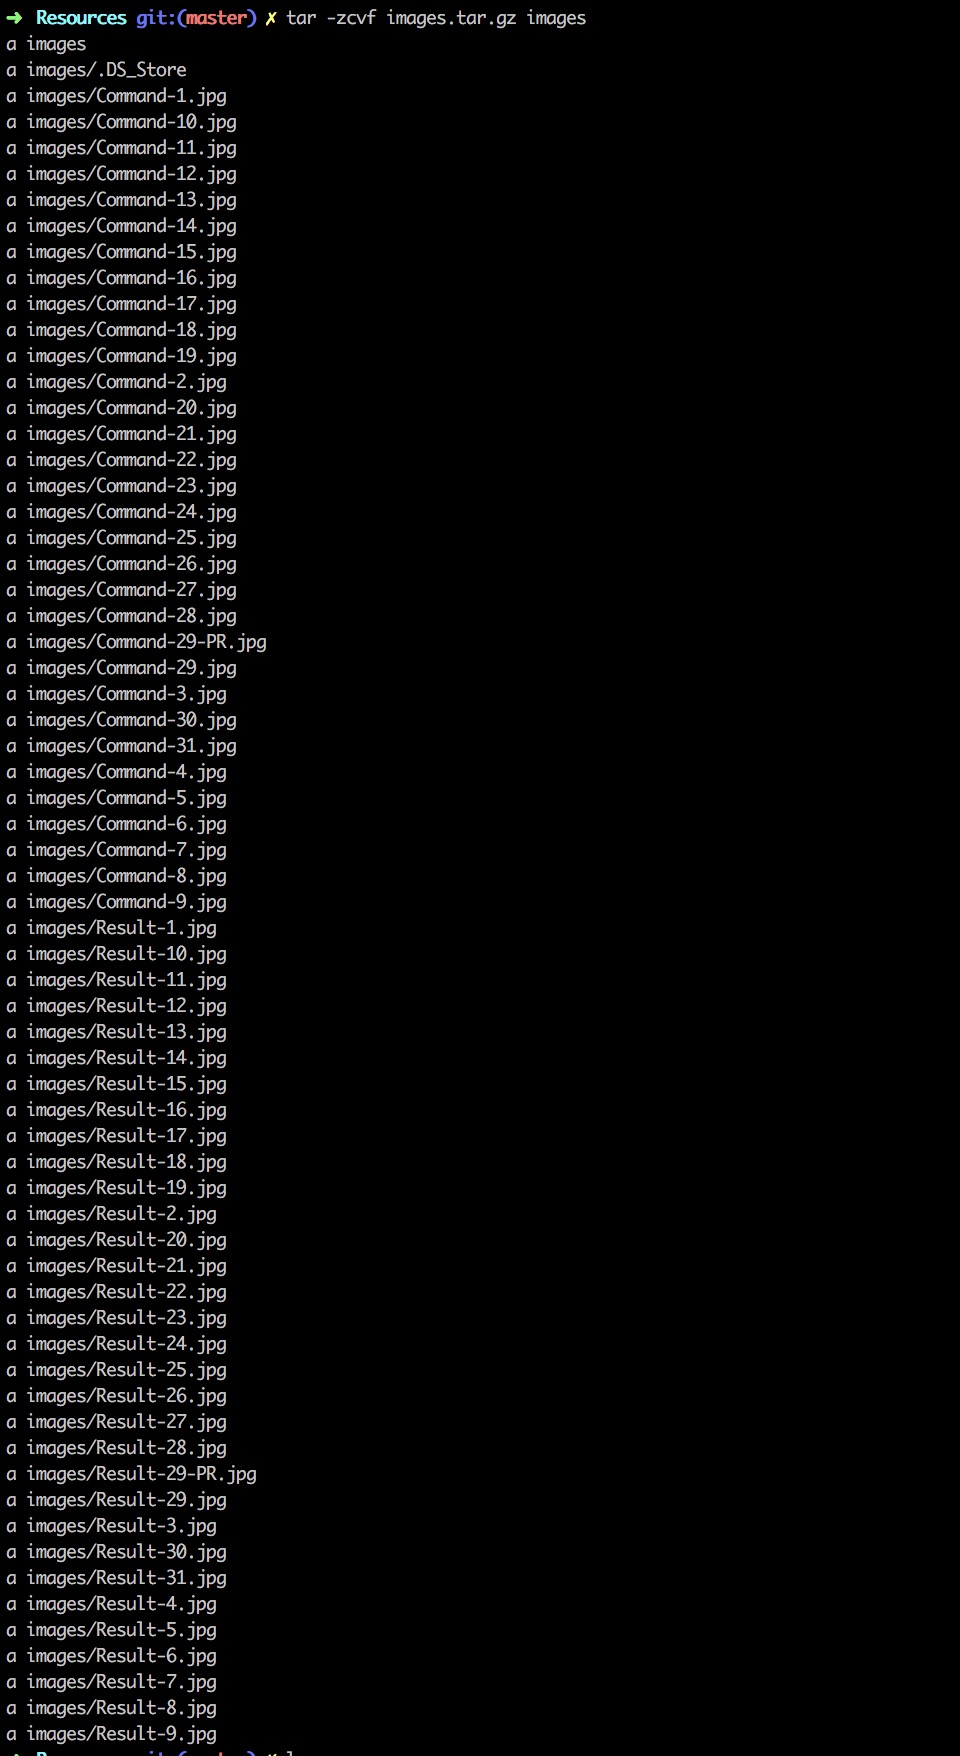 ➜ Resources git:(master) ✗ tar -zcvf images.tar.gz images
a images
a images/.DS_Store
a images/Command-1.jpg
a images/Command-10.jpg
a images/Command-11.jpg
a images/Command-12.jpg
a images/Command-13.jpg
a images/Command-14.jpg
a images/Command-15.jpg
a images/Command-16.jpg
a images/Command-17.jpg
a images/Command-18.jpg
a images/Command-19.jpg
a images/Command-2.jpg
a images/Command-20.jpg
a images/Command-21.jpg
a images/Command-22.jpg
a images/Command-23.jpg
a images/Command-24.jpg
a images/Command-25.jpg
a images/Command-26.jpg
a images/Command-27.jpg
a images/Command-28.jpg
a images/Command-29-PR.jpg
a images/Command-29.jpg
a images/Command-3.jpg
a images/Command-30.jpg
a images/Command-31.jpg
a images/Command-4.jpg
a images/Command-5.jpg
a images/Command-6.jpg
a images/Command-7.jpg
a images/Command-8.jpg
a images/Command-9.jpg
a images/Result-1.jpg
a images/Result-10.jpg
a images/Result-11.jpg
a images/Result-12.jpg
a images/Result-13.jpg
a images/Result-14.jpg
a images/Result-15.jpg
a images/Result-16.jpg
a images/Result-17.jpg
a images/Result-18.jpg
a images/Result-19.jpg
a images/Result-2.jpg
a images/Result-20.jpg
a images/Result-21.jpg
a images/Result-22.jpg
a images/Result-23.jpg
a images/Result-24.jpg
a images/Result-25.jpg
a images/Result-26.jpg
a images/Result-27.jpg
a images/Result-28.jpg
a images/Result-29-PR.jpg
a images/Result-29.jpg
a images/Result-3.jpg
a images/Result-30.jpg
a images/Result-31.jpg
a images/Result-4.jpg
a images/Result-5.jpg
a images/Result-6.jpg
a images/Result-7.jpg
a images/Result-8.jpg
a images/Result-9.jpg